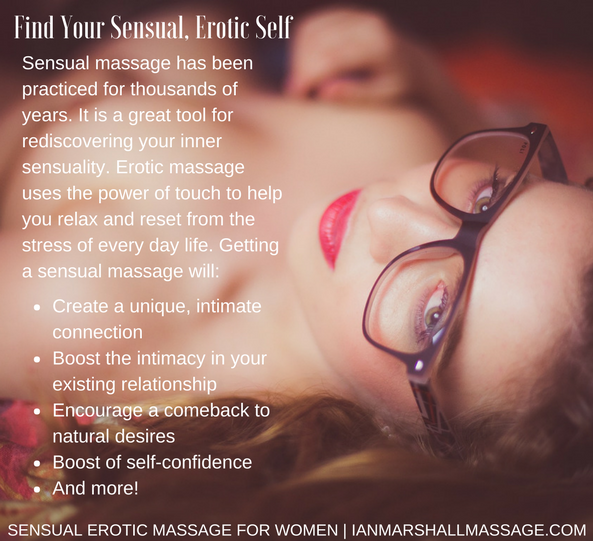 Find Your Sensual, Erotic Self
Sensual massage has been
practiced for thousands of
years. It is a great tool for
rediscovering your inner
sensuality. Erotic massage
uses the power of touch to help
you relax and reset from the
stress of every day life. Getting
a sensual massage will:
• Create a unique, intimate
connection
• Boost the intimacy in your
existing relationship
• Encourage a comeback to
natural desires
• Boost of self-confidence
• And more!
SENSUAL EROTIC MASSAGE FOR WOMEN | IANMARSHALLMASSAGE.COM